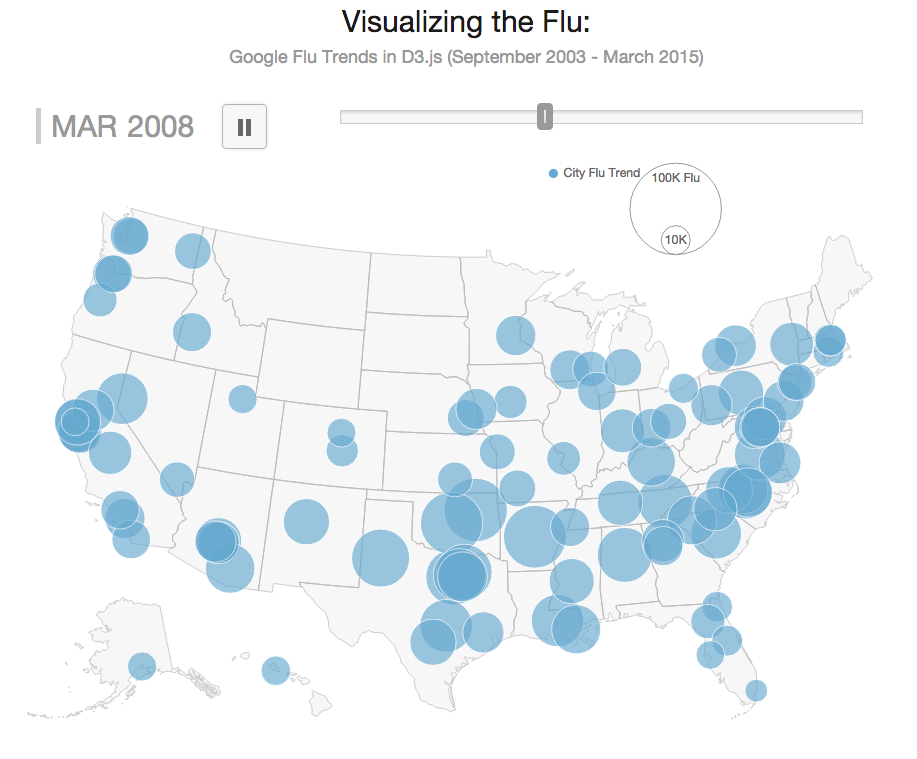 Visualizing the Flu:
Google Flu Trends in D3.js (September 2003 - March 2015)
MAR 2008
City Flu Trend
100K Flu
10K